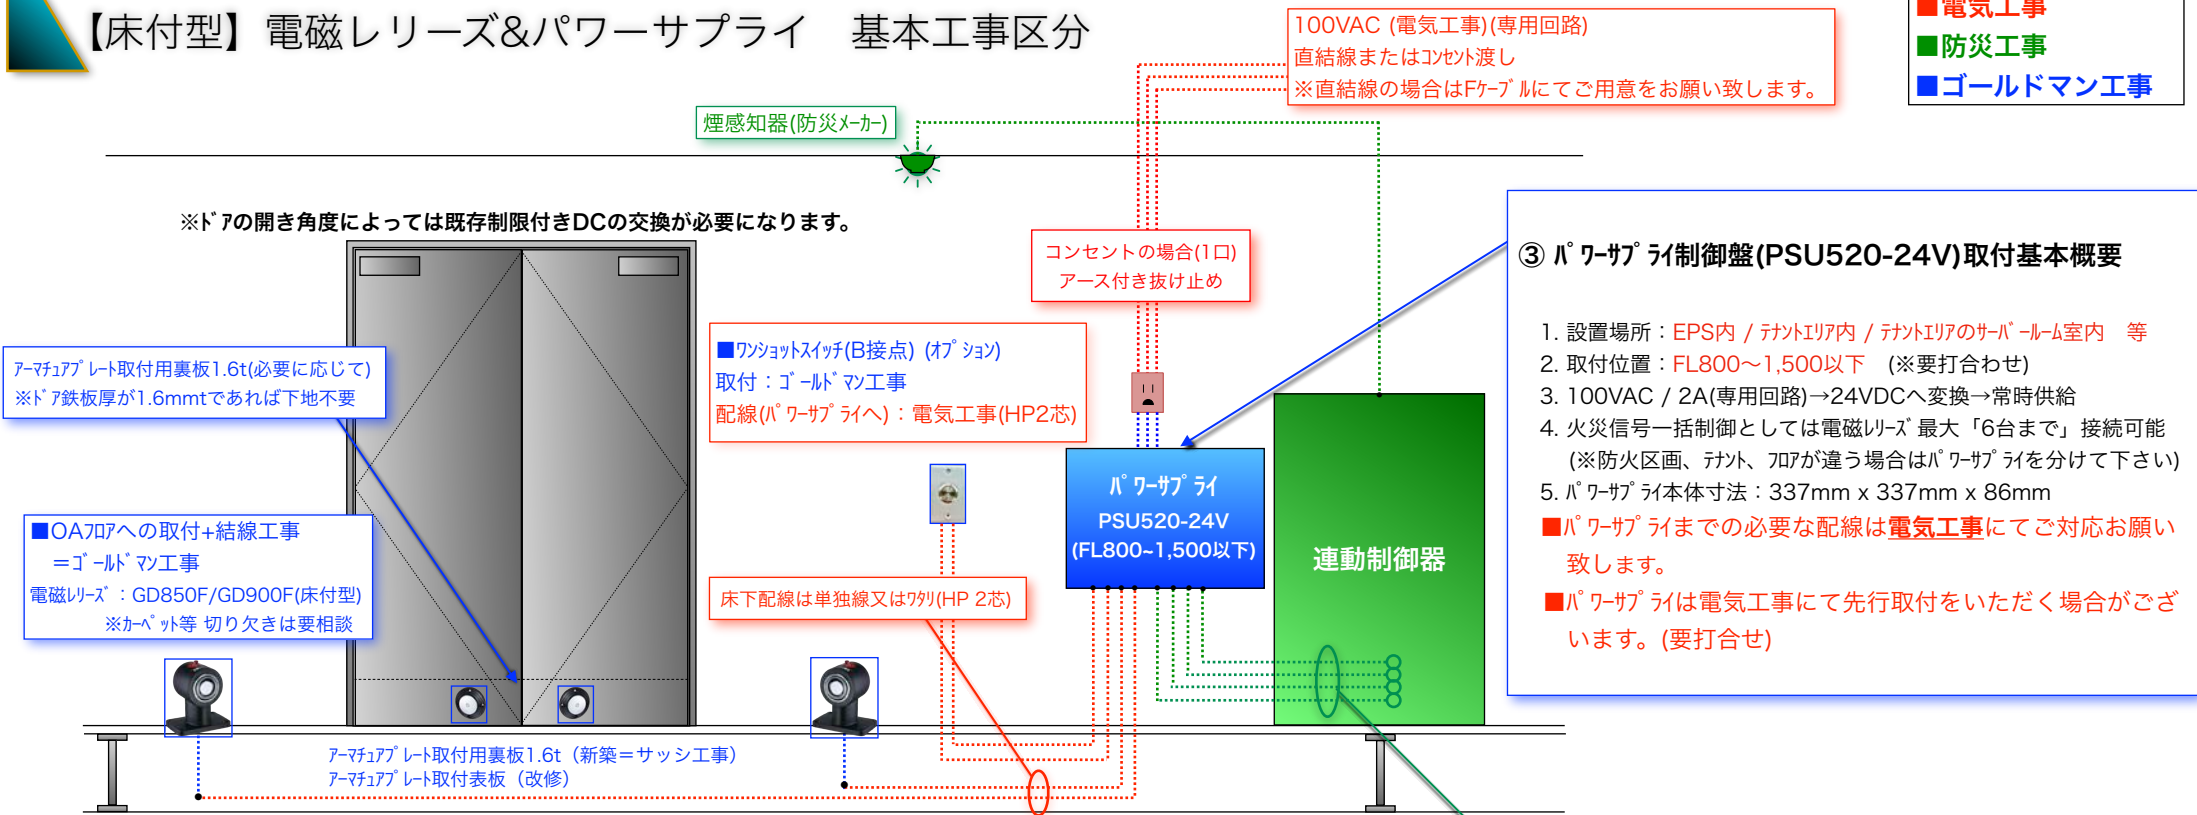 【床付型】電磁レリーズ&パワーサプライ　基本工事区分
■電気工事
■防災工事
■ゴールドマン工事
100VAC (電気工事)(専用回路)
直結線またはｺﾝｾﾝﾄ渡し
※直結線の場合はFｹｰﾌﾞﾙにてご用意をお願い致します。
煙感知器(防災ﾒｰｶｰ)
※ﾄﾞｱの開き角度によっては既存制限付きDCの交換が必要になります。
コンセントの場合(1口)
アース付き抜け止め
③ ﾊﾟﾜｰｻﾌﾟﾗｲ制御盤(PSU520-24V)取付基本概要
1. 設置場所：EPS内 / ﾃﾅﾝﾄｴﾘｱ内 / ﾃﾅﾝﾄｴﾘｱのｻｰﾊﾞｰﾙｰﾑ室内　等
2. 取付位置：FL800〜1,500以下　(※要打合わせ)
3. 100VAC / 2A(専用回路)→24VDCへ変換→常時供給
4. 火災信号一括制御としては電磁ﾚﾘｰｽﾞ最大「6台まで」接続可能
(※防火区画、ﾃﾅﾝﾄ、ﾌﾛｱが違う場合はﾊﾟﾜｰｻﾌﾟﾗｲを分けて下さい)
5. ﾊﾟﾜｰｻﾌﾟﾗｲ本体寸法：337mm x 337mm x 86mm
■ﾊﾟﾜｰｻﾌﾟﾗｲまでの必要な配線は電気工事にてご対応お願い
致します。
■ﾊﾟﾜｰｻﾌﾟﾗｲは電気工事にて先行取付をいただく場合がござ
います。(要打合せ)
ｱｰﾏﾁｭｱﾌﾟﾚｰﾄ取付用裏板1.6t(必要に応じて)
※ﾄﾞｱ鉄板厚が1.6mmtであれば下地不要
■ﾜﾝｼｮｯﾄｽｲｯﾁ(B接点) (ｵﾌﾟｼｮﾝ)
取付：ｺﾞｰﾙﾄﾞﾏﾝ工事
配線(ﾊﾟﾜｰｻﾌﾟﾗｲへ)：電気工事(HP2芯)
■OAﾌﾛｱへの取付+結線工事
＝ｺﾞｰﾙﾄﾞﾏﾝ工事
電磁ﾚﾘｰｽﾞ：GD850F/GD900F(床付型)
※ｶｰﾍﾟｯﾄ等 切り欠きは要相談
ﾊﾟﾜｰｻﾌﾟﾗｲ
PSU520-24V
(FL800~1,500以下)
連動制御器
床下配線は単独線又はﾜﾀﾘ(HP 2芯)
ｱｰﾏﾁｭｱﾌﾟﾚｰﾄ取付用裏板1.6t（新築＝サッシ工事）
ｱｰﾏﾁｭｱﾌﾟﾚｰﾄ取付表板（改修）